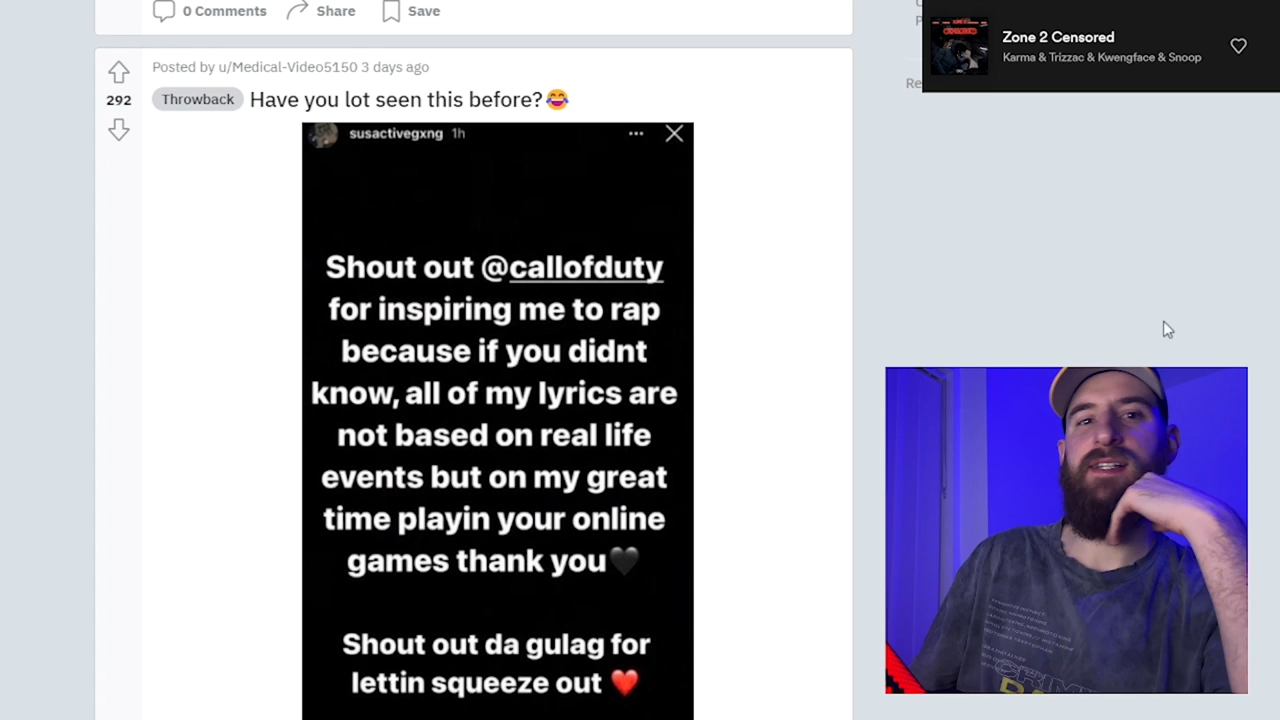 0 Comments Share Save
Posted by u/Medical-Video5150 3 days ago
292
Throwback Have you lot seen this before?😂
susactivegxng 1h
Shout out @callofduty
for inspiring me to rap
because if you didnt
know, all of my lyrics are
not based on real life
events but on my great
time playin your online
games thank you🖤
Shout out da gulag for
lettin squeeze out ❤️
Zone 2 Censored
Karma & Trizzac & Kwengface & Snoop
Re